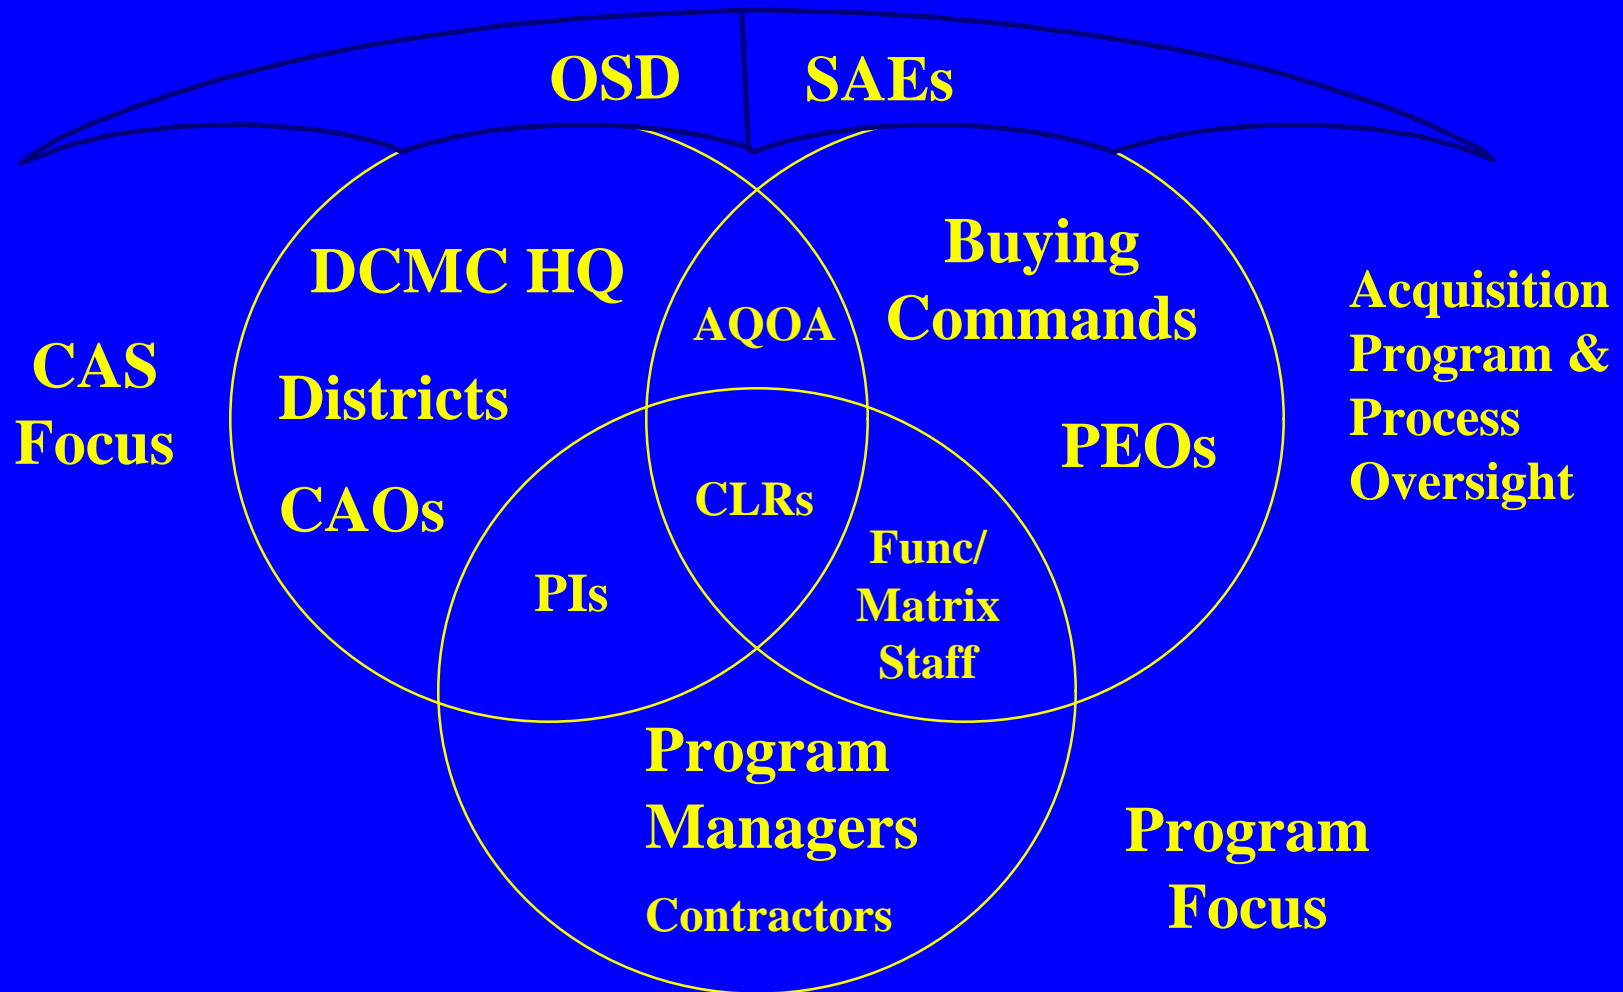 OSD
SAEs
CAS
Focus
DCMC HQ
Districts
CAOs
AQOA
Buying
Commands
PEOs
Acquisition
Program &
Process
Oversight
CLRs
PIs
Func/
Matrix
Staff
Program
Managers
Contractors
Program
Focus